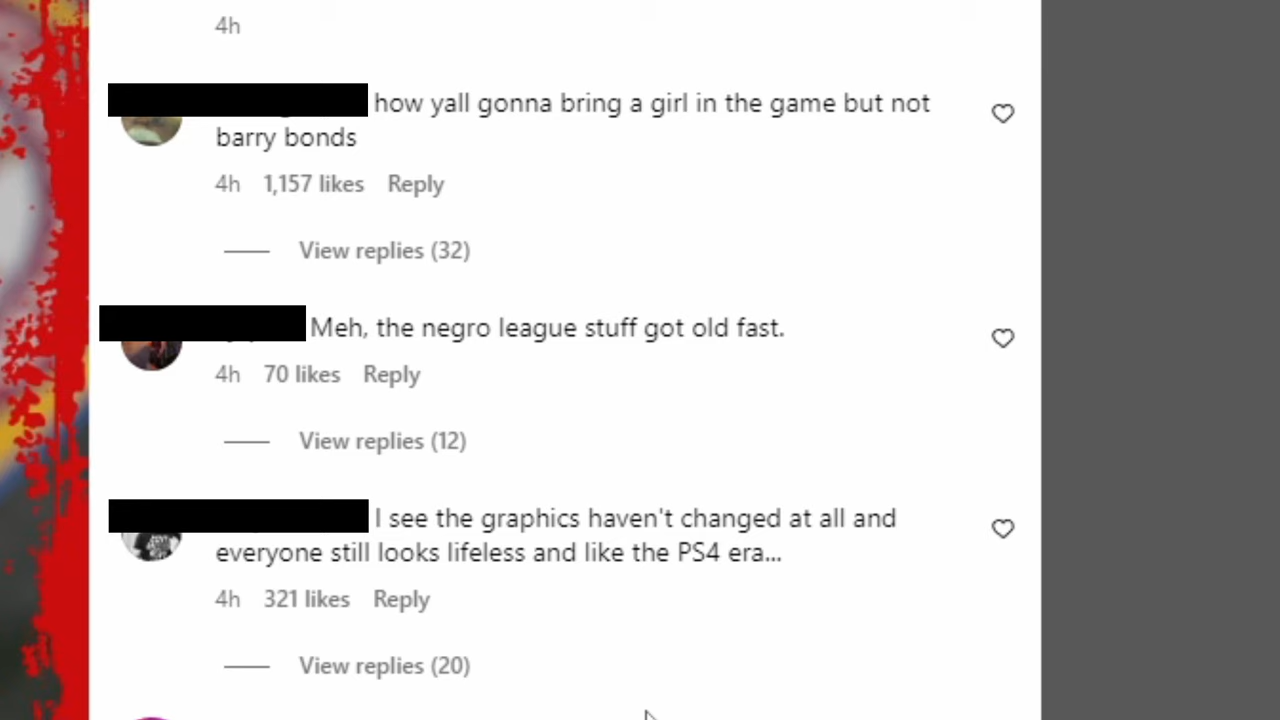 4h
how yall gonna bring a girl in the game but not
barry bonds
4h 1,157 likes Reply
View replies (32)
Meh, the negro league stuff got old fast.
4h 70 likes Reply
View replies (12)
I see the graphics haven't changed at all and
everyone still looks lifeless and like the PS4 era...
4h 321 likes Reply
View replies (20)